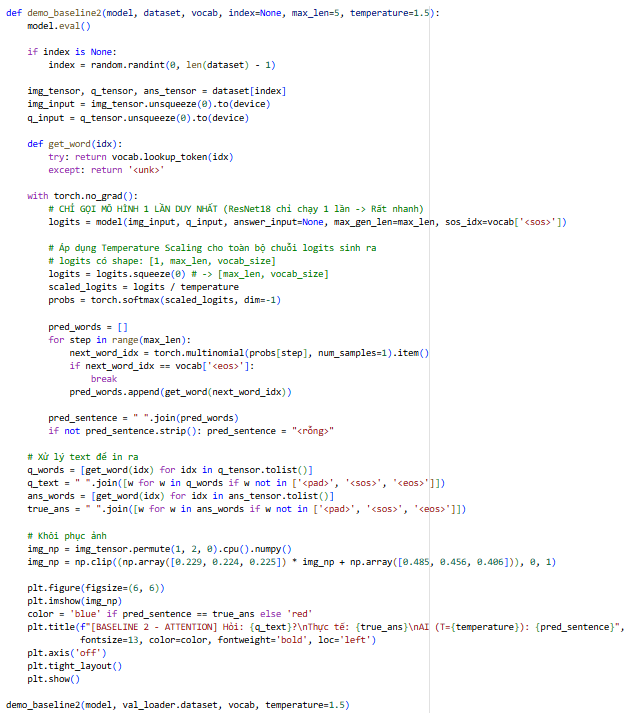 def demo_baseline2(model, dataset, vocab, index=None, max_len=5, temperature=1.5):
    model.eval()

    if index is None:
        index = random.randint(0, len(dataset) - 1)

    img_tensor, q_tensor, ans_tensor = dataset[index]
    img_input = img_tensor.unsqueeze(0).to(device)
    q_input = q_tensor.unsqueeze(0).to(device)

    def get_word(idx):
        try: return vocab.lookup_token(idx)
        except: return '<unk>'

    with torch.no_grad():
        # CHỈ GỌI MÔ HÌNH 1 LẦN DUY NHẤT (ResNet18 chỉ chạy 1 lần -> Rất nhanh)
        logits = model(img_input, q_input, answer_input=None, max_gen_len=max_len, sos_idx=vocab['<sos>'])

        # Áp dụng Temperature Scaling cho toàn bộ chuỗi logits sinh ra
        # logits có shape: [1, max_len, vocab_size]
        logits = logits.squeeze(0) # -> [max_len, vocab_size]
        scaled_logits = logits / temperature
        probs = torch.softmax(scaled_logits, dim=-1)

        pred_words = []
        for step in range(max_len):
            next_word_idx = torch.multinomial(probs[step], num_samples=1).item()
            if next_word_idx == vocab['<eos>']:
                break
            pred_words.append(get_word(next_word_idx))

        pred_sentence = " ".join(pred_words)
        if not pred_sentence.strip(): pred_sentence = "<rỗng>"

    # Xử lý text để in ra
    q_words = [get_word(idx) for idx in q_tensor.tolist()]
    q_text = " ".join([w for w in q_words if w not in ['<pad>', '<sos>', '<eos>']])
    ans_words = [get_word(idx) for idx in ans_tensor.tolist()]
    true_ans = " ".join([w for w in ans_words if w not in ['<pad>', '<sos>', '<eos>']])

    # Khôi phục ảnh
    img_np = img_tensor.permute(1, 2, 0).cpu().numpy()
    img_np = np.clip((np.array([0.229, 0.224, 0.225]) * img_np + np.array([0.485, 0.456, 0.406])), 0, 1)

    plt.figure(figsize=(6, 6))
    plt.imshow(img_np)
    color = 'blue' if pred_sentence == true_ans else 'red'
    plt.title(f"[BASELINE 2 - ATTENTION] Hỏi: {q_text}?\nThực tế: {true_ans}\nAI (T={temperature}): {pred_sentence}",
              fontsize=13, color=color, fontweight='bold', loc='left')
    plt.axis('off')
    plt.tight_layout()
    plt.show()

demo_baseline2(model, val_loader.dataset, vocab, temperature=1.5)